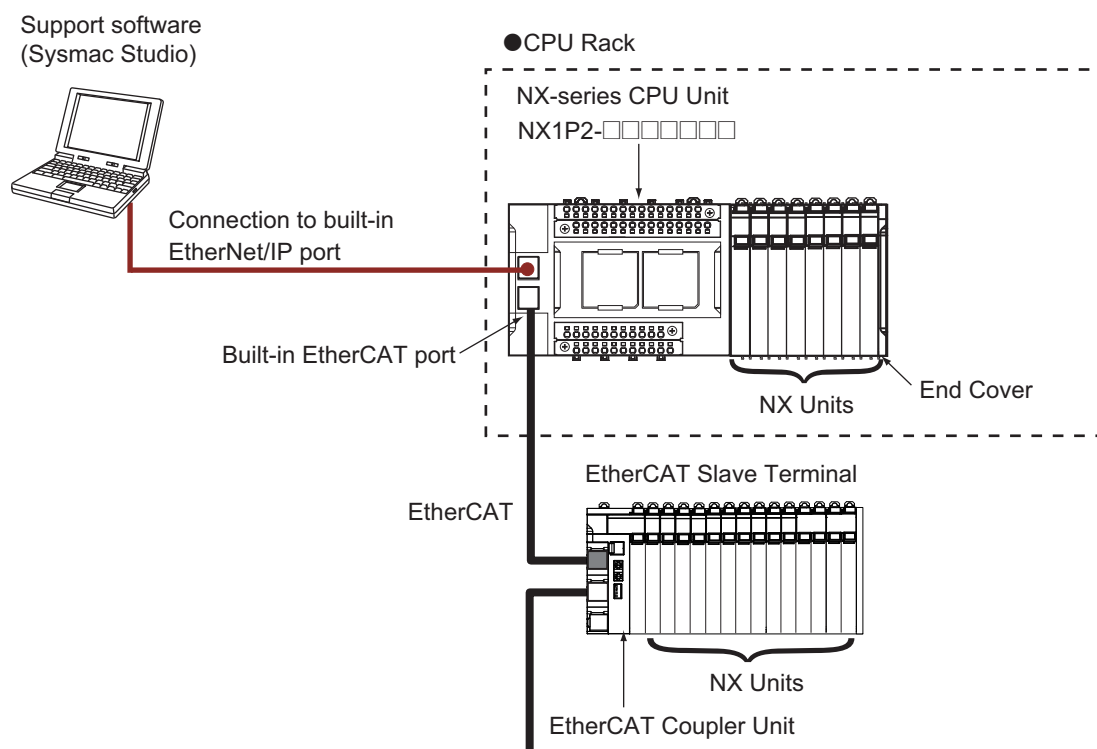 Support software
(Sysmac Studio)
●CPU Rack
NX-series CPU Unit
NX1P2-□□□□□□□
Connection to built-in
EtherNet/IP port
Built-in EtherCAT port
End Cover
NX Units
EtherCAT Slave Terminal
EtherCAT
NX Units
EtherCAT Coupler Unit